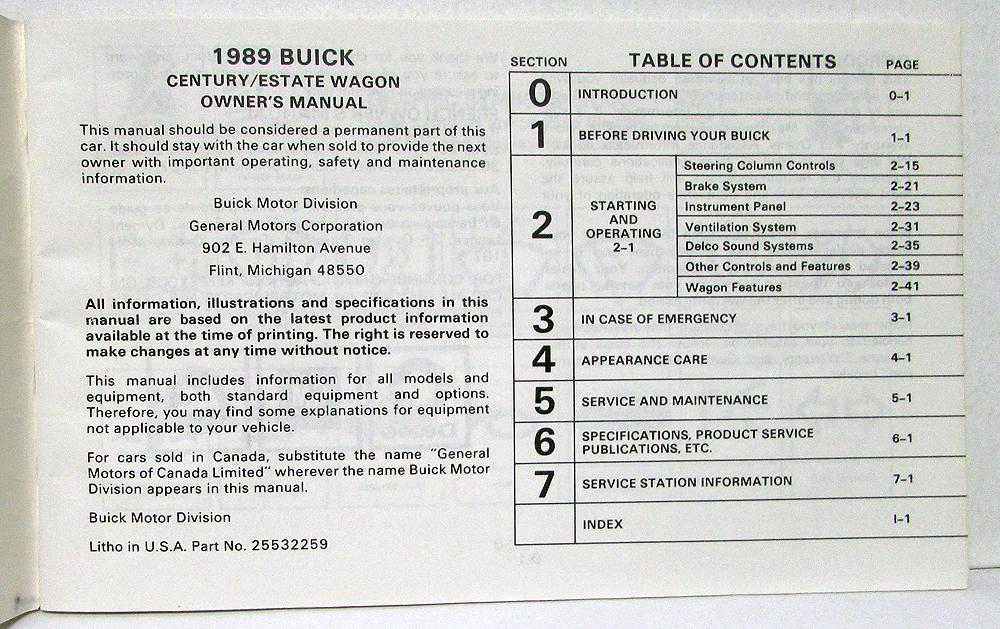 1989 BUICK
CENTURY/ESTATE WAGON
OWNER'S MANUAL
This manual should be considered a permanent part of this
car. It should stay with the car when sold to provide the next
owner with important operating, safety and maintenance
information.
Buick Motor Division
General Motors Corporation
902 E. Hamilton Avenue
Flint, Michigan 48550
All information, illustrations and specifications in this
manual are based on the latest product information
available at the time of printing. The right is reserved to
make changes at any time without notice.
This manual includes information for all models and
equipment, both standard equipment and options.
Therefore, you may find some explanations for equipment
not applicable to your vehicle.
For cars sold in Canada, substitute the name "General
Motors of Canada Limited" wherever the name Buick Motor
Division appears in this manual.
Buick Motor Division
Litho in U.S.A. Part No. 25532259
SECTION TABLE OF CONTENTS PAGE
0 INTRODUCTION 0-1
1 BEFORE DRIVING YOUR BUICK 1-1
2 STARTING
AND
OPERATING
2-1
Steering Column Controls 2-15
Brake System 2-21
Instrument Panel 2-23
Ventilation System 2-31
Delco Sound Systems 2-35
Other Controls and Features 2-39
Wagon Features 2-41
3 IN CASE OF EMERGENCY 3-1
4 APPEARANCE CARE 4-1
5 SERVICE AND MAINTENANCE 5-1
6 SPECIFICATIONS, PRODUCT SERVICE
PUBLICATIONS, ETC. 6-1
7 SERVICE STATION INFORMATION 7-1
INDEX I-1